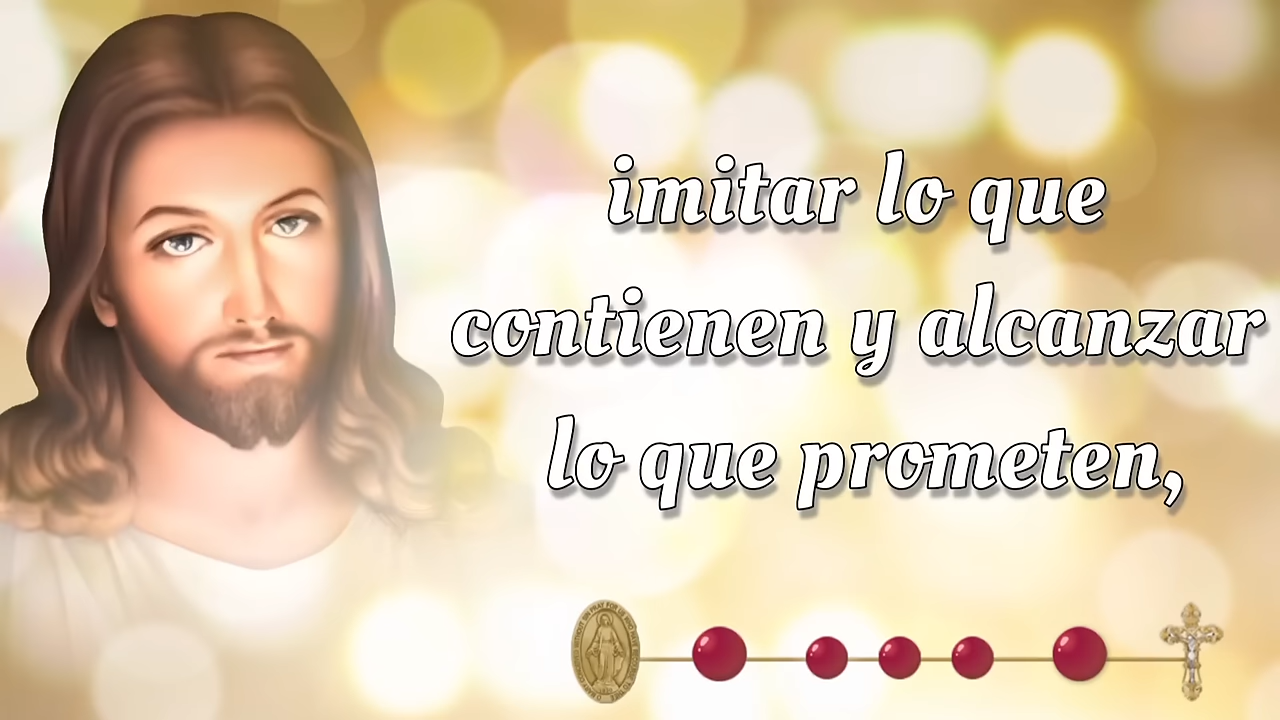 imitar lo que
contienen y alcanzar
lo que prometen,